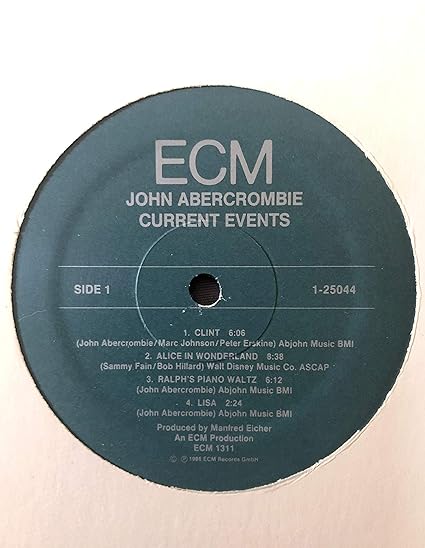 ECM
JOHN ABERCROMBIE
CURRENT EVENTS
SIDE 1 1-25044
1. CLINT 6:06
(John Abercrombie/Marc Johnson/Peter Erskine) Abjohn Music BMI
2. ALICE IN WONDERLAND 8:38
(Sammy Fain/Bob Hillard) Walt Disney Music Co. ASCAP
3. RALPH'S PIANO WALTZ 6:12
(John Abercrombie) Abjohn Music BMI
4. LISA 2:24
(John Abercrombie) Abjohn Music BMI
Produced by Manfred Eicher
An ECM Production
ECM 1311
Ⓟ © 1986 ECM Records GmbH